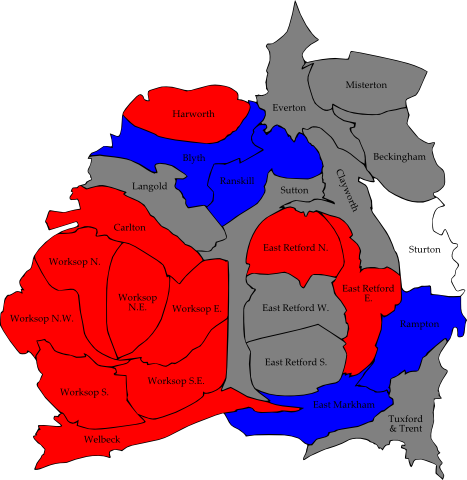 Misterton
Everton
Harworth
Beckingham
Blyth
Ranskill
Langold
Sutton
Clayworth
Carlton
East Retford N.
Sturton
Worksop N.
East Retford
E.
Worksop
N.E.
Worksop E.
East Retford W.
Worksop N.W.
Rampton
East Retford S.
Worksop S.E.
Worksop S.
East Markham
Tuxford
& Trent
Welbeck